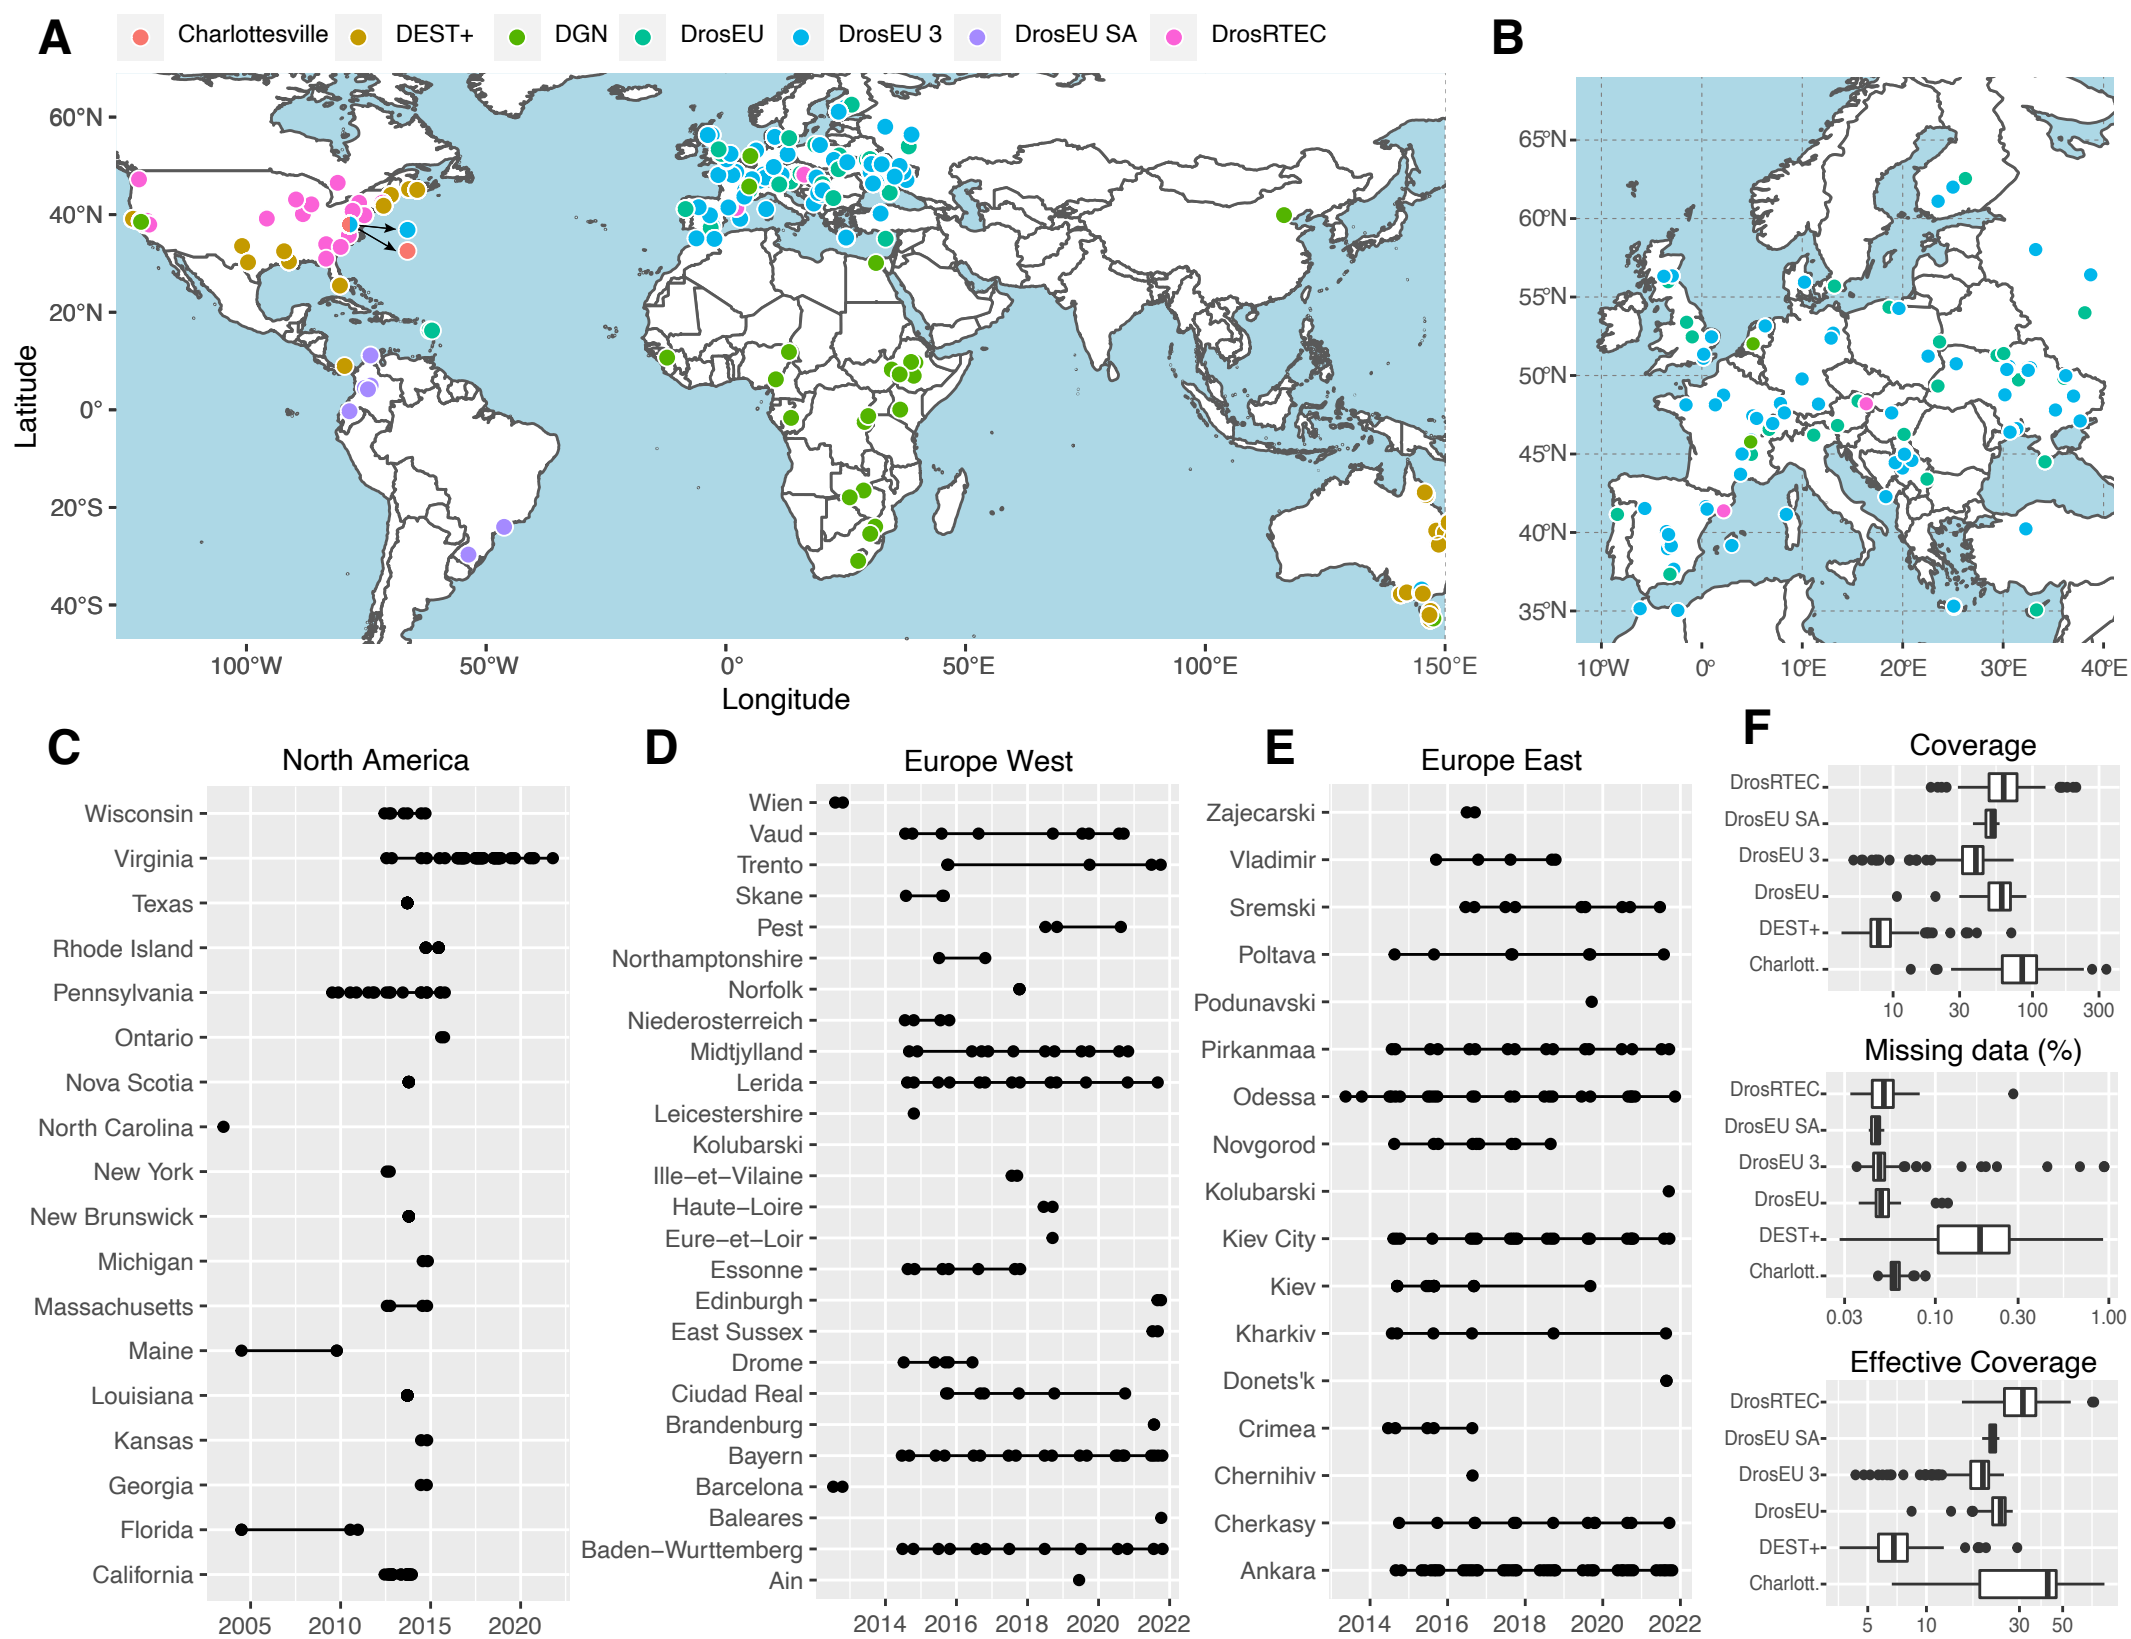 A
Charlottesville DEST+ DGN DrosEU DrosEU 3 DrosEU SA DrosRTEC
B
60°N
40°N
20°N
0°
20°S
40°S
Latitude
100°W 50°W 0° 50°E 100°E 150°E
Longitude
65°N
60°N
55°N
50°N
45°N
40°N
35°N
10°W 0° 10°E 20°E 30°E 40°E
C
North America
Wisconsin
Virginia
Texas
Rhode Island
Pennsylvania
Ontario
Nova Scotia
North Carolina
New York
New Brunswick
Michigan
Massachusetts
Maine
Louisiana
Kansas
Georgia
Florida
California
2005 2010 2015 2020
D
Europe West
Wien
Vaud
Trento
Skane
Pest
Northamptonshire
Norfolk
Niederosterreich
Midtjylland
Lerida
Leicestershire
Kolubarski
Ille−et−Vilaine
Haute−Loire
Eure−et−Loir
Essonne
Edinburgh
East Sussex
Drome
Ciudad Real
Brandenburg
Bayern
Barcelona
Baleares
Baden−Wurttemberg
Ain
2014 2016 2018 2020 2022
E
Europe East
Zajecarski
Vladimir
Sremski
Poltava
Podunavski
Pirkanmaa
Odessa
Novgorod
Kolubarski
Kiev City
Kiev
Kharkiv
Donets'k
Crimea
Chernihiv
Cherkasy
Ankara
2014 2016 2018 2020 2022
F
Coverage
DrosRTEC
DrosEU SA
DrosEU 3
DrosEU
DEST+
Charlott.
10 30 100 300
Missing data (%)
DrosRTEC
DrosEU SA
DrosEU 3
DrosEU
DEST+
Charlott.
0.03 0.10 0.30 1.00
Effective Coverage
DrosRTEC
DrosEU SA
DrosEU 3
DrosEU
DEST+
Charlott.
5 10 30 50